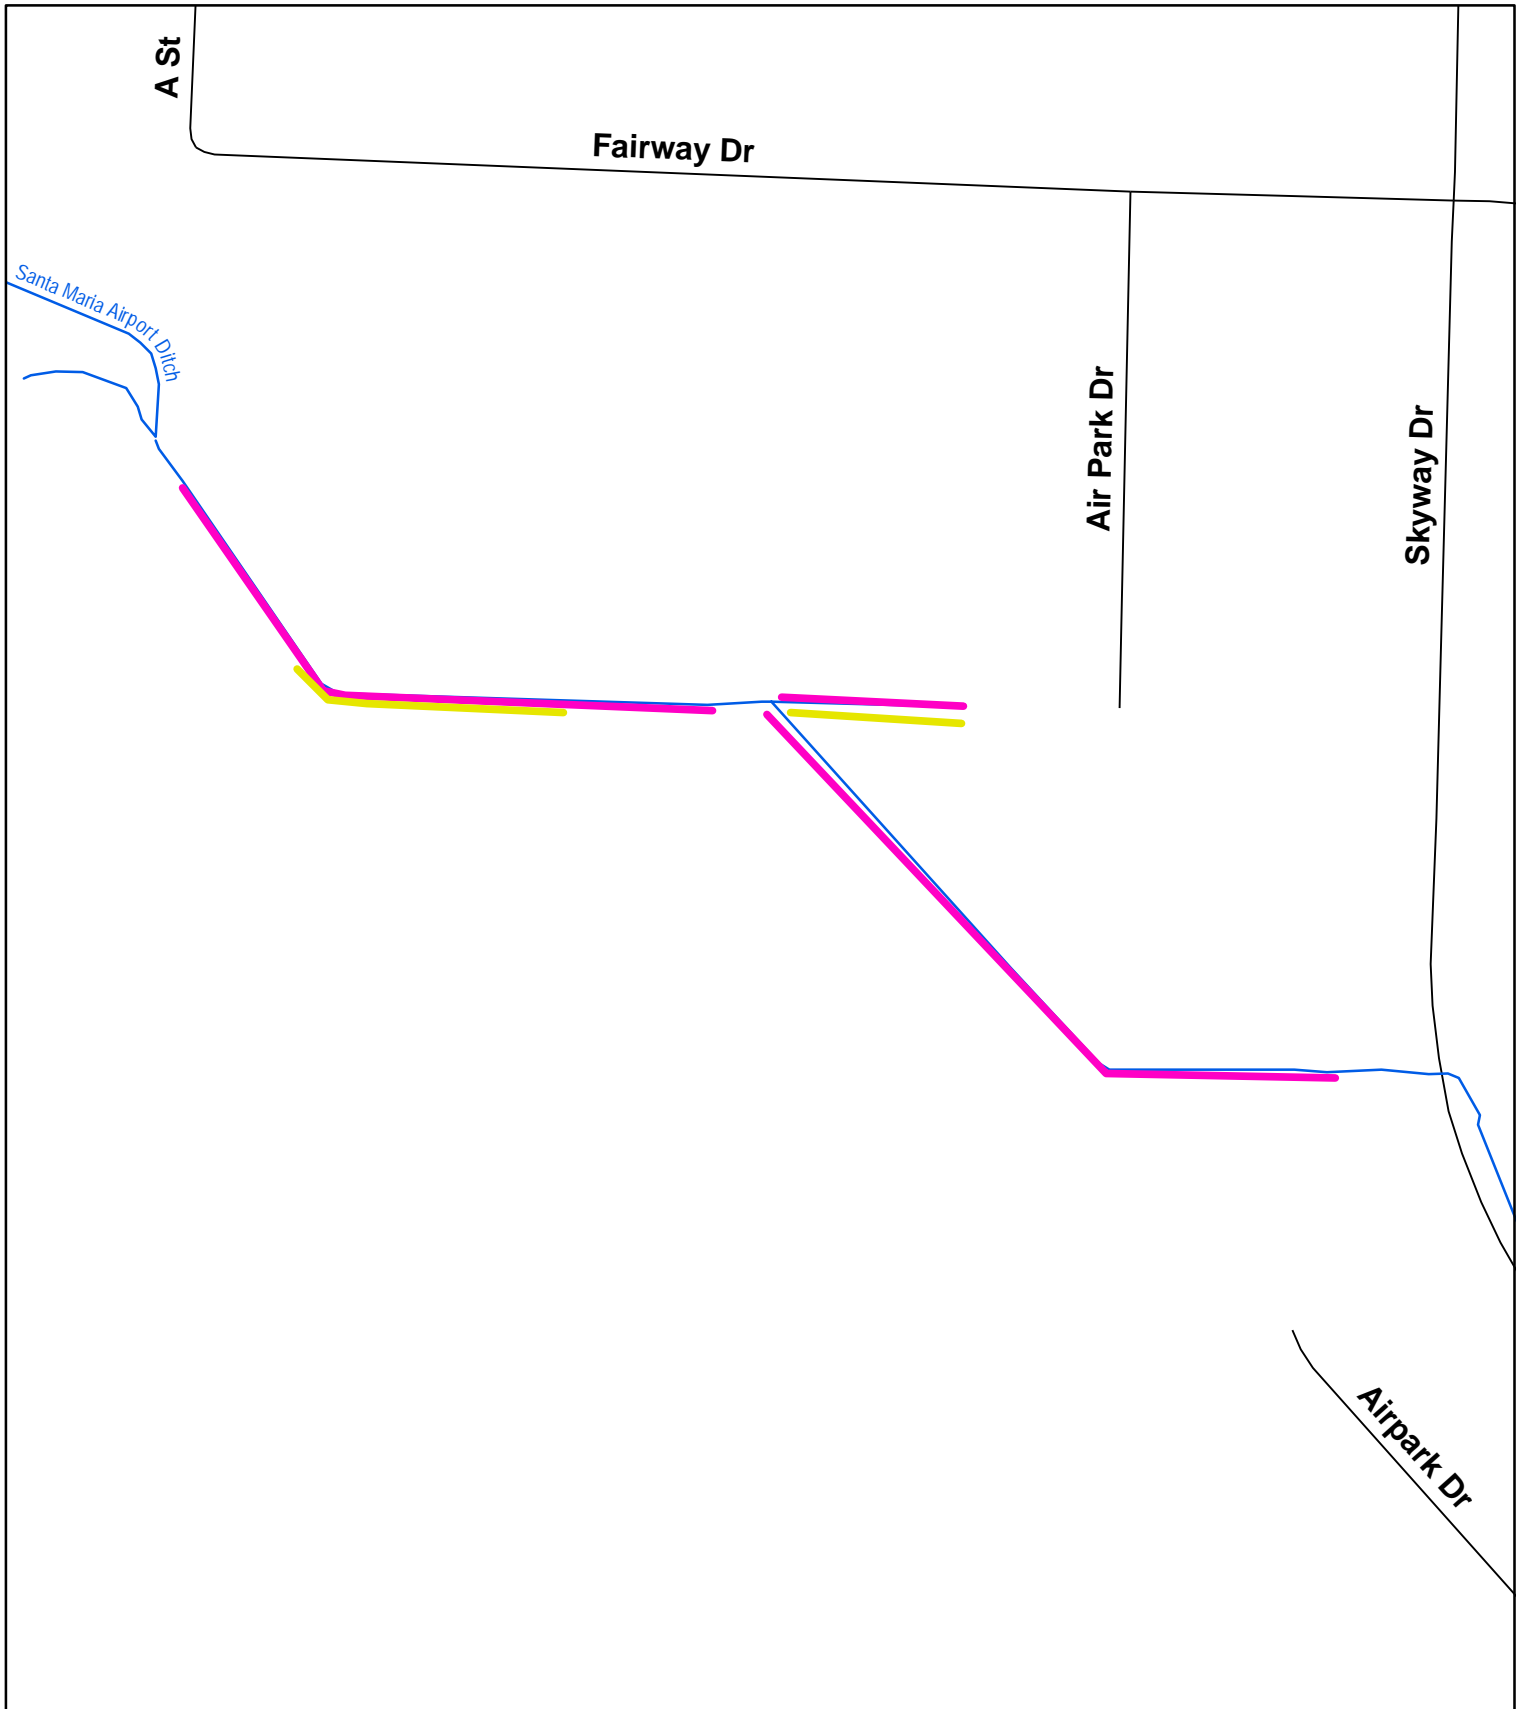 A St
Fairway Dr
Santa Maria Airport Ditch
Air Park Dr
Skyway Dr
Airpark Dr